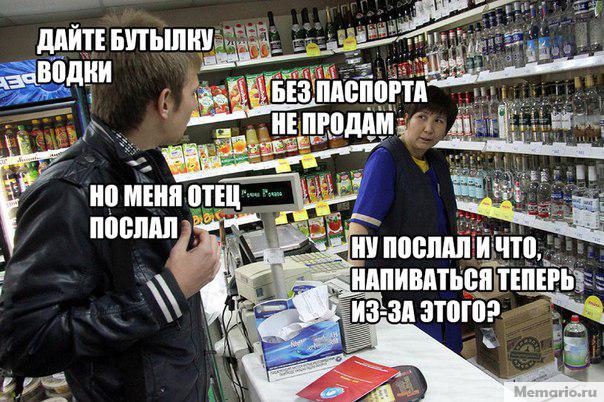 ДАЙТЕ БУТЫЛКУ
ВОДКИ
БЕЗ ПАСПОРТА
НЕ ПРОДАМ
НО МЕНЯ ОТЕЦ
ПОСЛАЛ
НУ ПОСЛАЛ И ЧТО,
НАПИВАТЬСЯ ТЕПЕРЬ
ИЗ-ЗА ЭТОГО?
Memario.ru